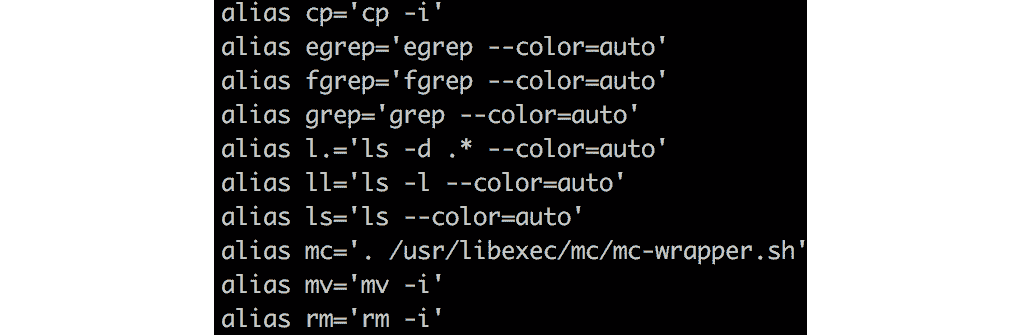 alias cp='cp -i'
alias egrep='egrep --color=auto'
alias fgrep='fgrep --color=auto'
alias grep='grep --color=auto'
alias l.='ls -d .* --color=auto'
alias ll='ls -l --color=auto'
alias ls='ls --color=auto'
alias mc='. /usr/libexec/mc/mc-wrapper.sh'
alias mv='mv -i'
alias rm='rm -i'